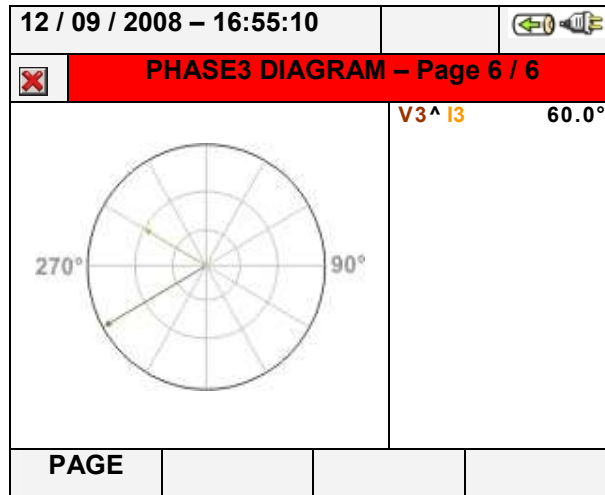 12 / 09 / 2008 – 16:55:10
PHASE3 DIAGRAM – Page 6 / 6
V3^ I3 60.0°
270° 90°
PAGE